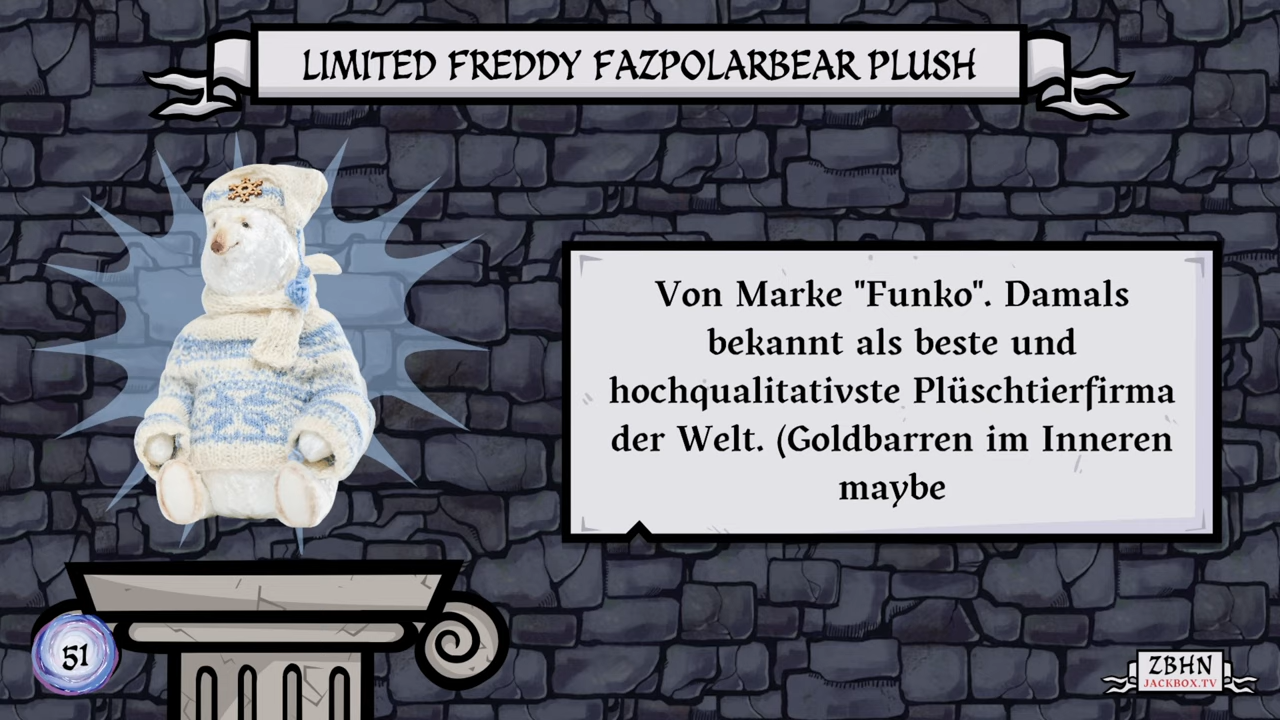 LIMITED FREDDY FAZPOLARBEAR PLUSH
Von Marke "Funko". Damals
bekannt als beste und
hochqualitativste Plüschtierfirma
der Welt. (Goldbarren im Inneren
maybe
51
ZBHN
JACKBOX.TV